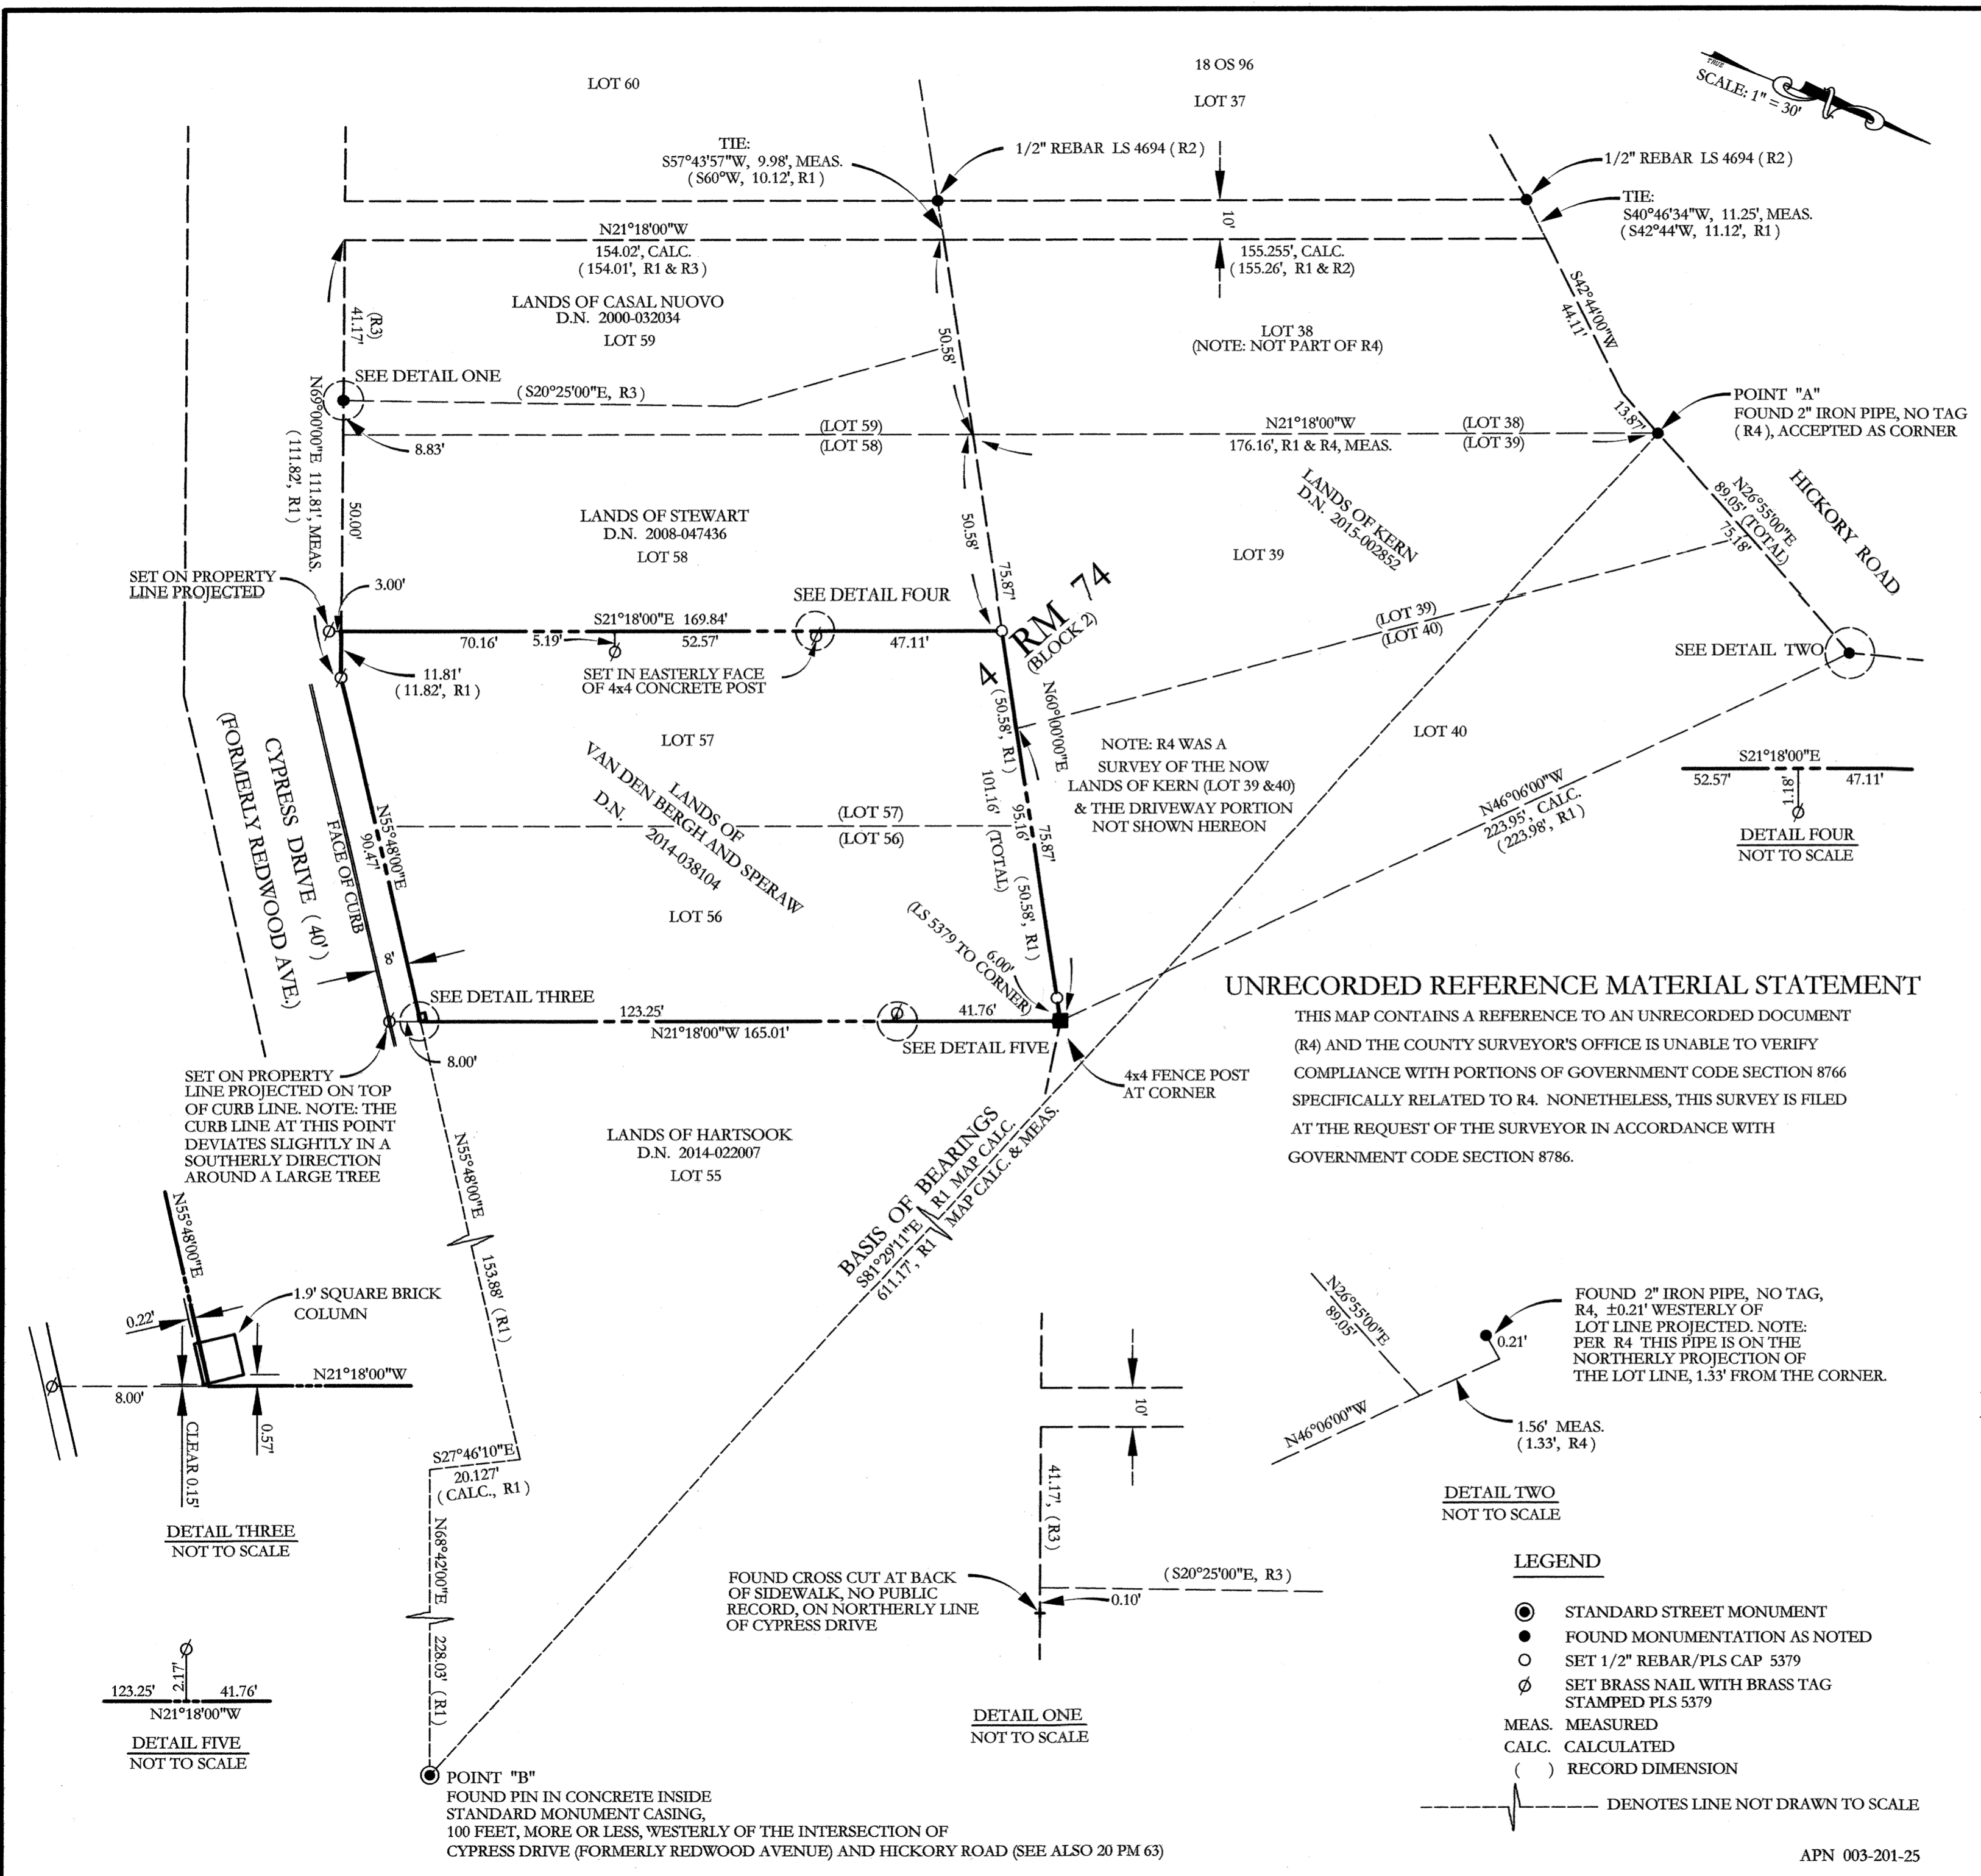 LOT 60
18 OS 96
LOT 37
TRUE
SCALE: 1" = 30'
TIE:
S57°43'57"W, 9.98', MEAS.
( S60°W, 10.12', R1 )
1/2" REBAR LS 4694 ( R2 )
1/2" REBAR LS 4694 ( R2 )
TIE:
S40°46'34"W, 11.25', MEAS.
(S42°44'W, 11.12', R1 )
10'
N21°18'00"W
154.02', CALC.
( 154.01', R1 & R3 )
155.255', CALC.
( 155.26', R1 & R2)
(R3)
41.17'
LANDS OF CASAL NUOVO
D.N. 2000-032034
LOT 59
50.58'
LOT 38
(NOTE: NOT PART OF R4)
S42°44'00"W
44.11'
SEE DETAIL ONE
( S20°25'00"E, R3 )
13.87'
POINT "A"
FOUND 2" IRON PIPE, NO TAG
( R4 ), ACCEPTED AS CORNER
N69°00'00"E 111.81', MEAS.
( 111.82', R1 )
8.83'
(LOT 59)
(LOT 58)
N21°18'00"W
176.16', R1 & R4, MEAS.
(LOT 38)
(LOT 39)
50.00'
LANDS OF STEWART
D.N. 2008-047436
LOT 58
50.58'
LANDS OF KERN
D.N. 2015-002852
LOT 39
N26°55'00"E
89.05' (TOTAL)
75.18'
HICKORY ROAD
SET ON PROPERTY
LINE PROJECTED
3.00'
SEE DETAIL FOUR
75.87'
4 RM 74
(BLOCK 2)
S21°18'00"E 169.84'
70.16'
5.19'
52.57'
47.11'
SET IN EASTERLY FACE
OF 4x4 CONCRETE POST
11.81'
( 11.82', R1 )
(LOT 39)
(LOT 40)
SEE DETAIL TWO
LOT 40
CYPRESS DRIVE ( 40' )
(FORMERLY REDWOOD AVE.)
FACE OF CURB
N55°48'00"E
90.47'
LOT 57
LANDS OF
VAN DEN BERGH AND SPERAW
D.N. 2014-038104
(LOT 57)
(LOT 56)
LOT 56
( 50.58', R1 )
N60°00'00"E
101.16' (TOTAL)
95.16'
75.87'
( 50.58', R1 )
NOTE: R4 WAS A
SURVEY OF THE NOW
LANDS OF KERN (LOT 39 &40)
& THE DRIVEWAY PORTION
NOT SHOWN HEREON
N46°06'00"W
223.95', CALC.
( 223.98', R1 )
S21°18'00"E
52.57'
47.11'
1.18'
DETAIL FOUR
NOT TO SCALE
8'
6.00'
(LS 5379 TO CORNER)
SEE DETAIL THREE
123.25'
41.76'
N21°18'00"W 165.01'
SEE DETAIL FIVE
8.00'
4x4 FENCE POST
AT CORNER
SET ON PROPERTY
LINE PROJECTED ON TOP
OF CURB LINE. NOTE: THE
CURB LINE AT THIS POINT
DEVIATES SLIGHTLY IN A
SOUTHERLY DIRECTION
AROUND A LARGE TREE
UNRECORDED REFERENCE MATERIAL STATEMENT
THIS MAP CONTAINS A REFERENCE TO AN UNRECORDED DOCUMENT
(R4) AND THE COUNTY SURVEYOR'S OFFICE IS UNABLE TO VERIFY
COMPLIANCE WITH PORTIONS OF GOVERNMENT CODE SECTION 8766
SPECIFICALLY RELATED TO R4. NONETHELESS, THIS SURVEY IS FILED
AT THE REQUEST OF THE SURVEYOR IN ACCORDANCE WITH
GOVERNMENT CODE SECTION 8786.
LANDS OF HARTSOOK
D.N. 2014-022007
LOT 55
N55°48'00"E
153.88' ( R1 )
BASIS OF BEARINGS
S81°29'11"E R1 MAP CALC.
611.17', R1 MAP CALC. & MEAS.
N55°48'00"E
1.9' SQUARE BRICK
COLUMN
0.22'
N21°18'00"W
8.00'
CLEAR 0.15'
0.57'
DETAIL THREE
NOT TO SCALE
S27°46'10"E
20.127'
( CALC., R1 )
N68°42'00"E
228.03' ( R1 )
10'
41.17', ( R3 )
FOUND CROSS CUT AT BACK
OF SIDEWALK, NO PUBLIC
RECORD, ON NORTHERLY LINE
OF CYPRESS DRIVE
( S20°25'00"E, R3 )
0.10'
DETAIL ONE
NOT TO SCALE
N26°55'00"E
89.05'
N46°06'00"W
0.21'
FOUND 2" IRON PIPE, NO TAG,
R4, ±0.21' WESTERLY OF
LOT LINE PROJECTED. NOTE:
PER R4 THIS PIPE IS ON THE
NORTHERLY PROJECTION OF
THE LOT LINE, 1.33' FROM THE CORNER.
1.56' MEAS.
( 1.33', R4 )
DETAIL TWO
NOT TO SCALE
2.17'
123.25'
41.76'
N21°18'00"W
DETAIL FIVE
NOT TO SCALE
POINT "B"
FOUND PIN IN CONCRETE INSIDE
STANDARD MONUMENT CASING,
100 FEET, MORE OR LESS, WESTERLY OF THE INTERSECTION OF
CYPRESS DRIVE (FORMERLY REDWOOD AVENUE) AND HICKORY ROAD (SEE ALSO 20 PM 63)
LEGEND
STANDARD STREET MONUMENT
FOUND MONUMENTATION AS NOTED
SET 1/2" REBAR/PLS CAP 5379
SET BRASS NAIL WITH BRASS TAG
STAMPED PLS 5379
MEAS. MEASURED
CALC. CALCULATED
( ) RECORD DIMENSION
DENOTES LINE NOT DRAWN TO SCALE
APN 003-201-25